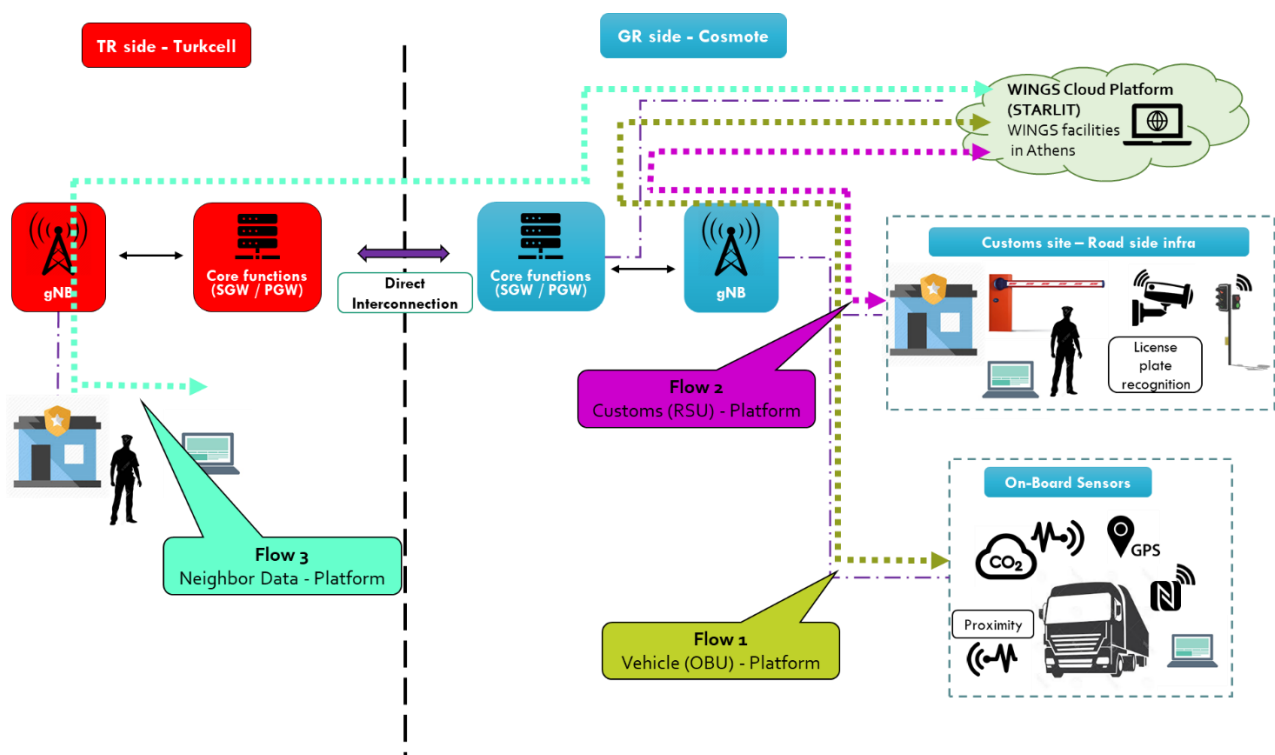 TR side - Turkcell
GR side - Cosmote
WINGS Cloud Platform
(STARLIT)
WINGS facilities
in Athens
gNB
Core functions
(SGW / PGW)
Direct
Interconnection
Core functions
(SGW / PGW)
gNB
Customs site – Road side infra
License
plate
recognition
Flow 2
Customs (RSU) - Platform
Flow 3
Neighbor Data - Platform
On-Board Sensors
CO2
GPS
Proximity
Flow 1
Vehicle (OBU) - Platform